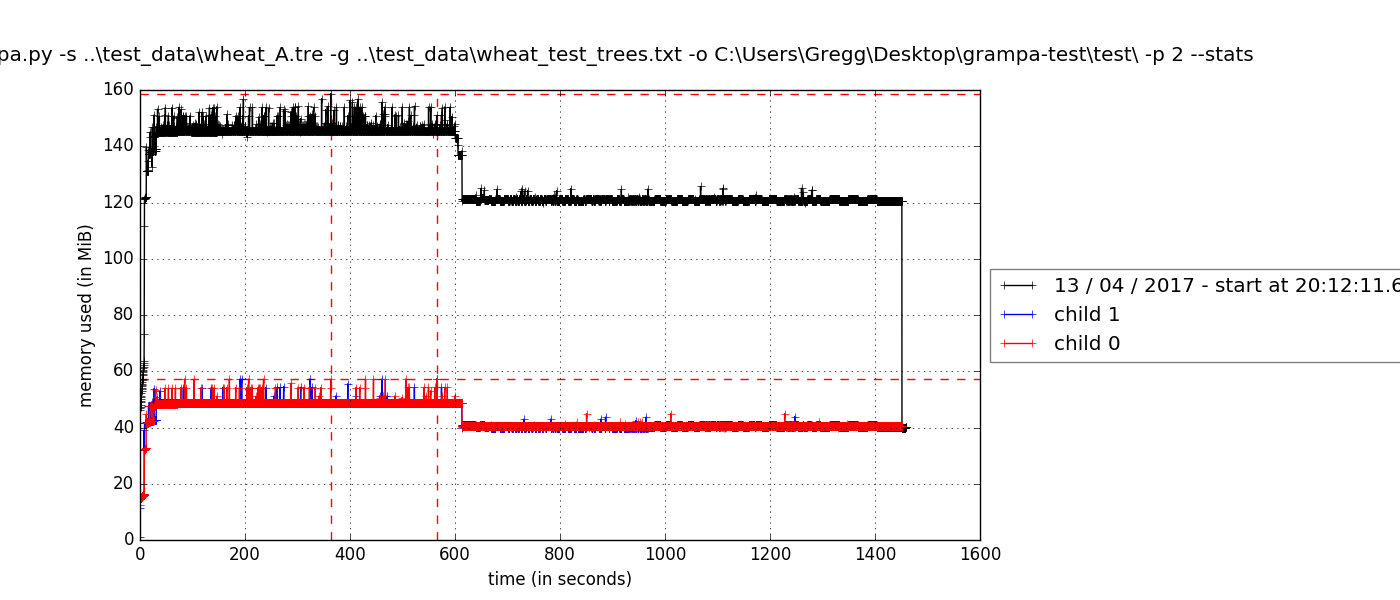 pa.py -s ..\test_data\wheat_A.tre -g ..\test_data\wheat_test_trees.txt -o C:\Users\Gregg\Desktop\grampa-test\test\ -p 2 --stats
160
140
120
100
80
60
40
20
0
memory used (in MiB)
0 200 400 600 800 1000 1200 1400 1600
time (in seconds)
13 / 04 / 2017 - start at 20:12:11.6
child 1
child 0